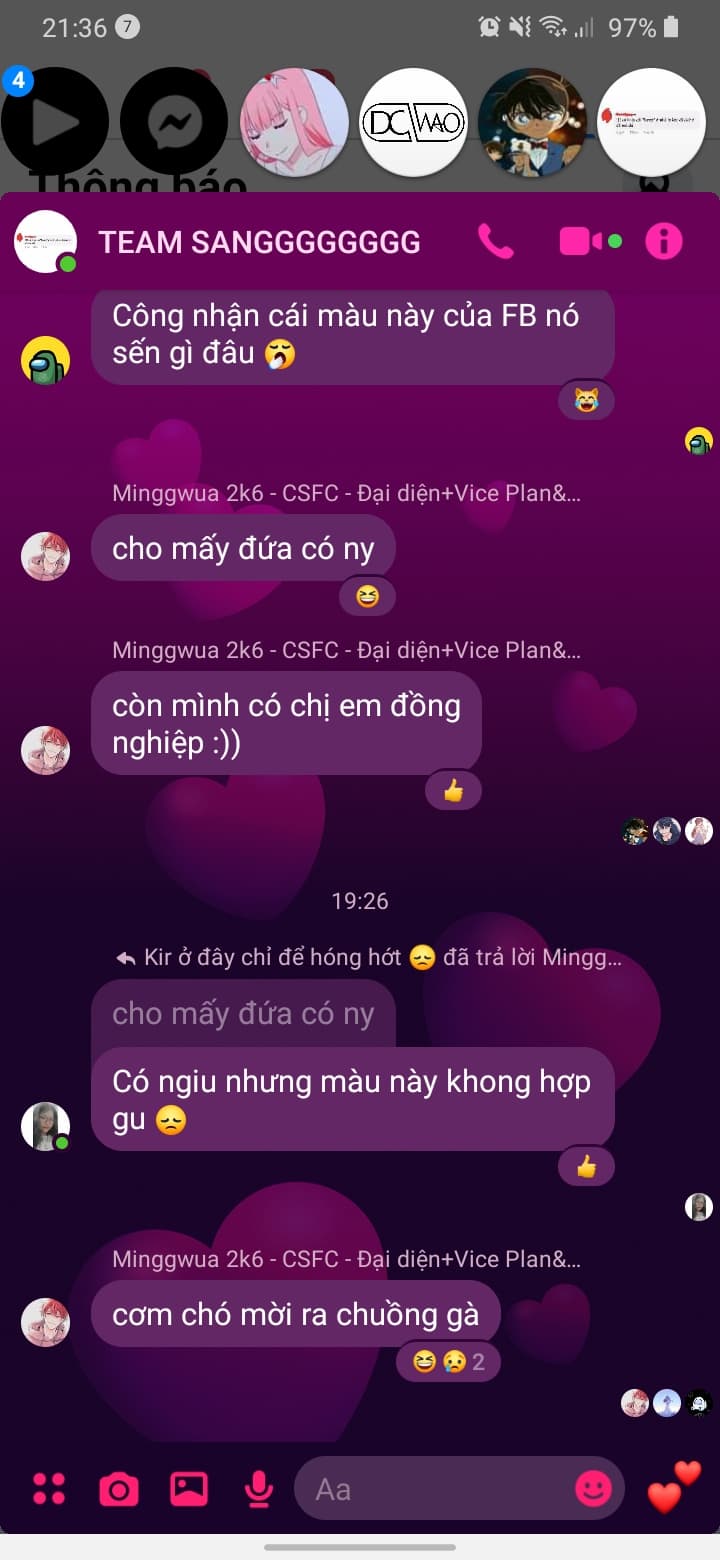 21:36 7 97%
4
DC WAO
Thông báo
TEAM SANGGGGGGGG
Công nhận cái màu này của FB nó
sến gì đâu 🥱
Minggwua 2k6 - CSFC - Đại diện+Vice Plan&...
cho mấy đứa có ny
Minggwua 2k6 - CSFC - Đại diện+Vice Plan&...
còn mình có chị em đồng
nghiệp :))
19:26
Kir ở đây chỉ để hóng hớt 😞 đã trả lời Mingg...
cho mấy đứa có ny
Có ngiu nhưng màu này khong hợp
gu 😞
Minggwua 2k6 - CSFC - Đại diện+Vice Plan&...
cơm chó mời ra chuồng gà
😆 😢 2
Aa